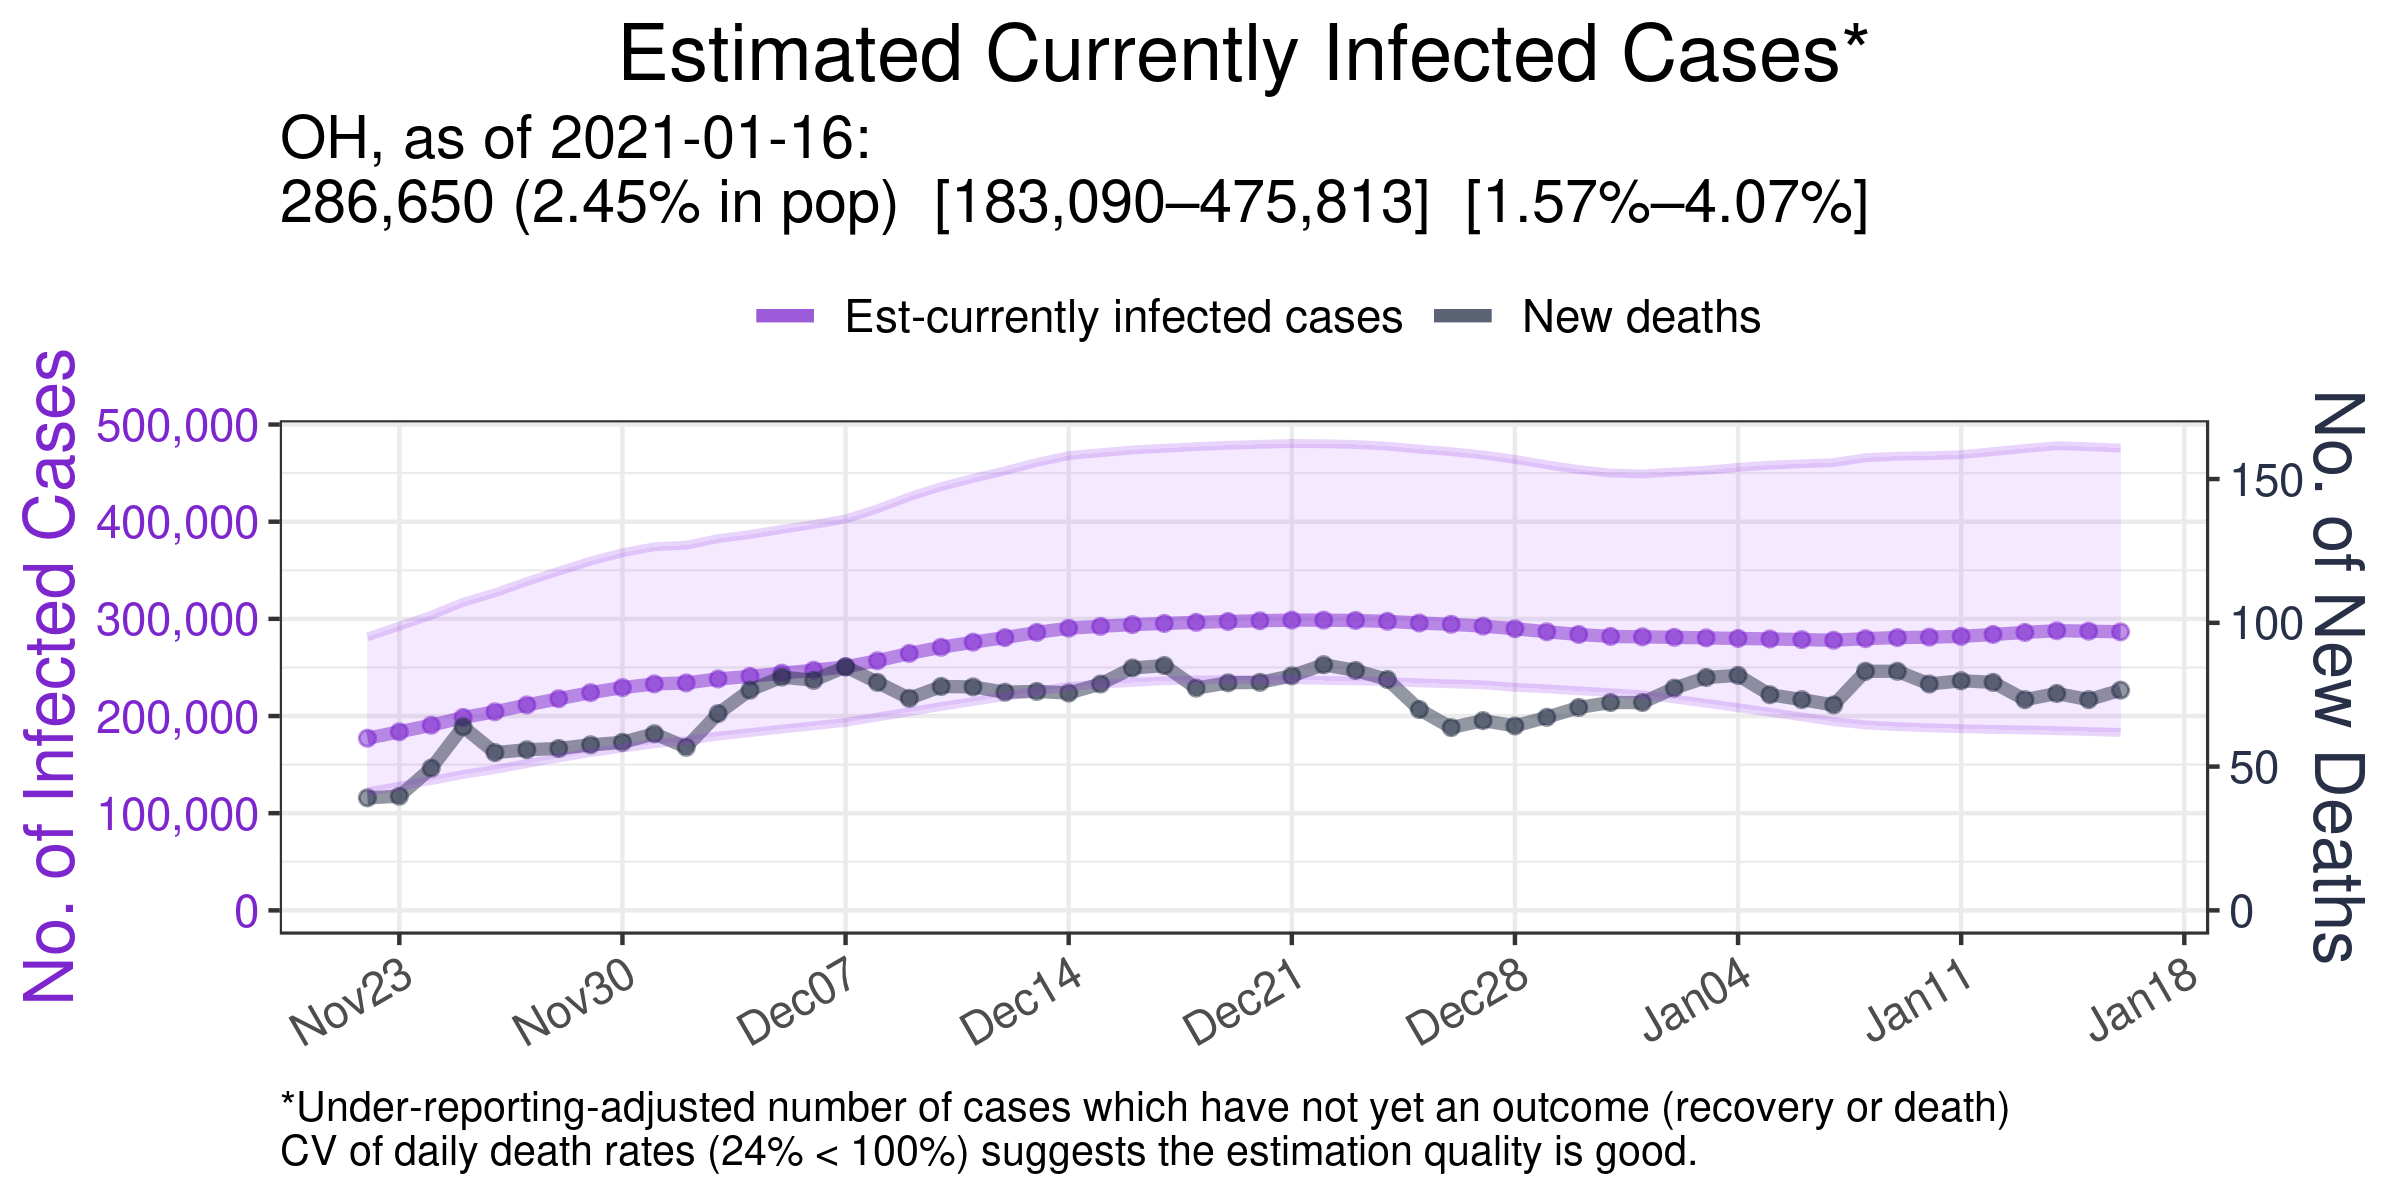 Estimated Currently Infected Cases*
OH, as of 2021-01-16:
286,650 (2.45% in pop)  [183,090–475,813]  [1.57%–4.07%]
Est-currently infected cases
New deaths
No. of Infected Cases
500,000
400,000
300,000
200,000
100,000
0
150
100
50
0
No. of New Deaths
Nov23
Nov30
Dec07
Dec14
Dec21
Dec28
Jan04
Jan11
Jan18
*Under-reporting-adjusted number of cases which have not yet an outcome (recovery or death)
CV of daily death rates (24% < 100%) suggests the estimation quality is good.